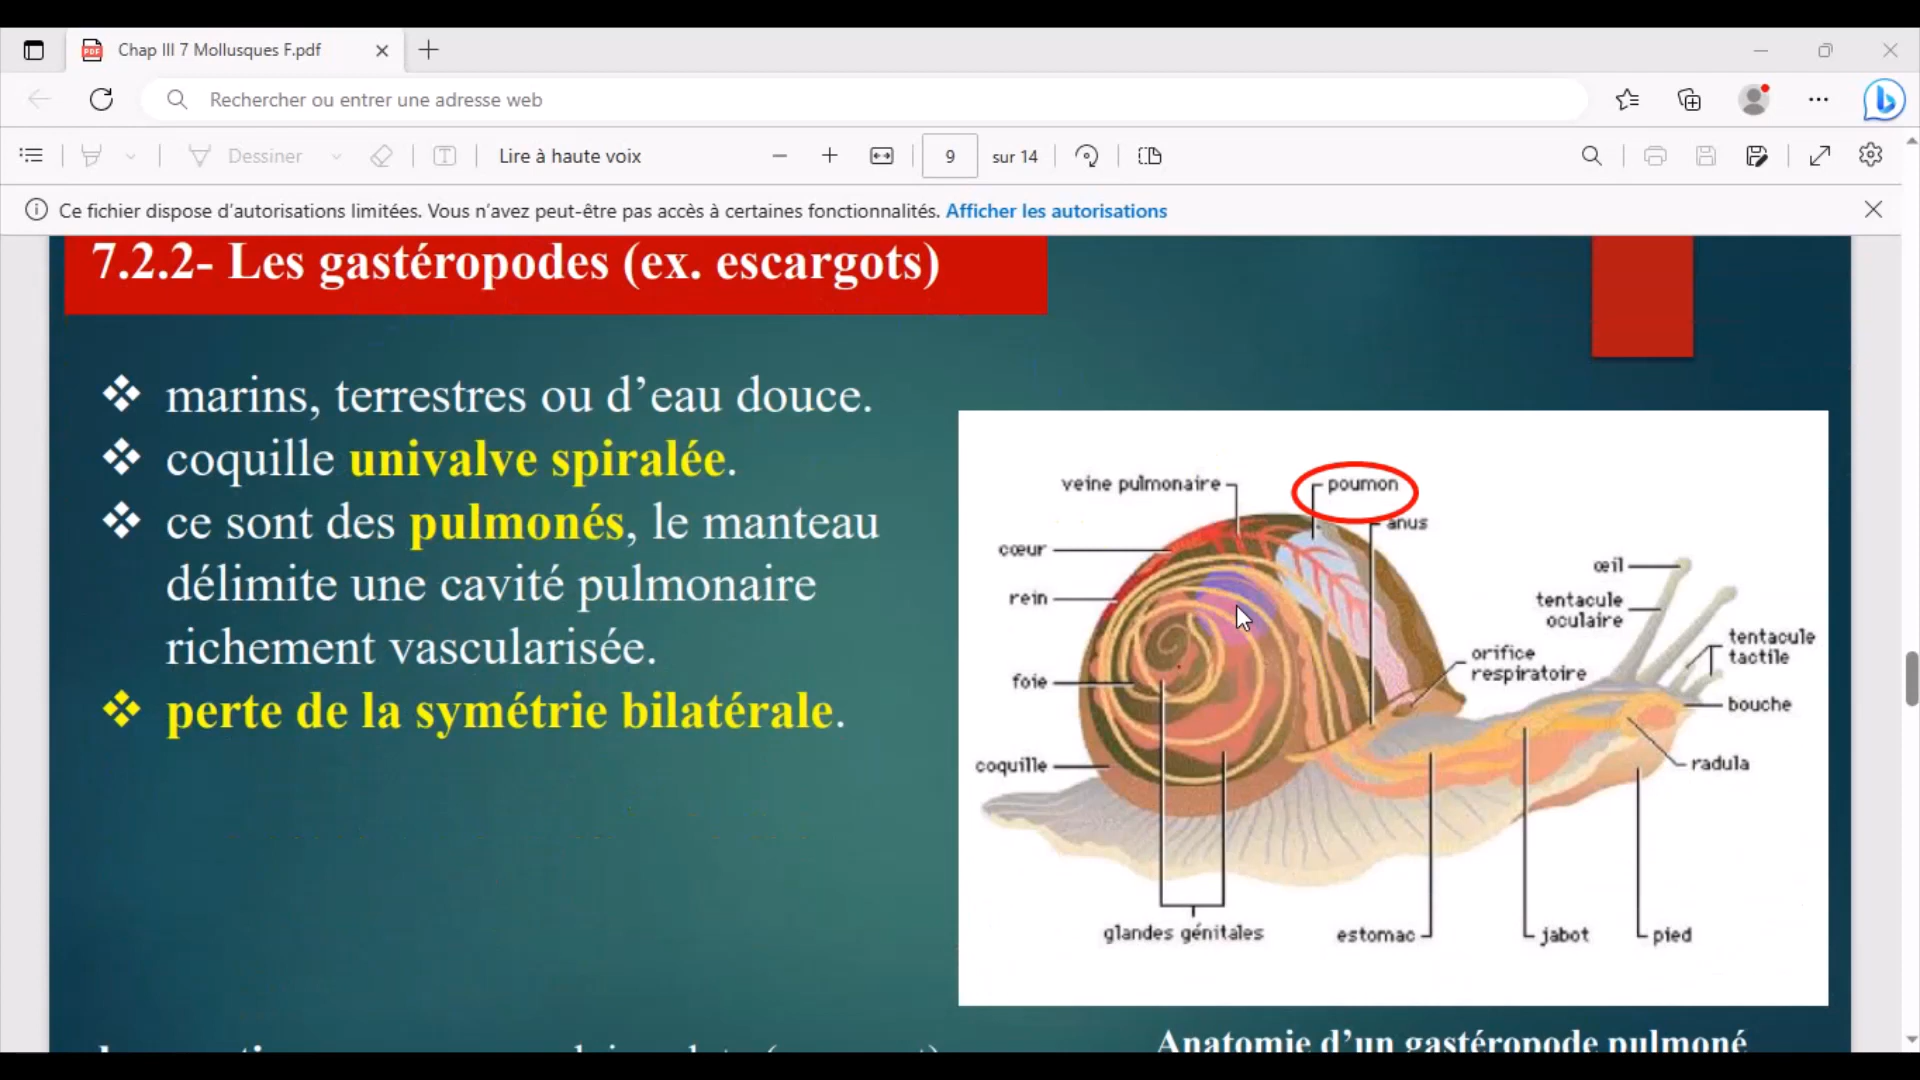 Chap III 7 Mollusques F.pdf
Rechercher ou entrer une adresse web
Dessiner
Lire à haute voix
9
sur 14
Ce fichier dispose d'autorisations limitées. Vous n'avez peut-être pas accès à certaines fonctionnalités. Afficher les autorisations
7.2.2- Les gastéropodes (ex. escargots)
marins, terrestres ou d'eau douce.
coquille univalve spiralée.
ce sont des pulmonés, le manteau
délimite une cavité pulmonaire
richement vascularisée.
perte de la symétrie bilatérale.
veine pulmonaire
poumon
anus
cœur
œil
rein
tentacule
oculaire
tentacule
tactile
orifice
respiratoire
foie
bouche
coquille
radula
glandes génitales
estomac
jabot
pied
Anatomie d'un gastéropode pulmoné